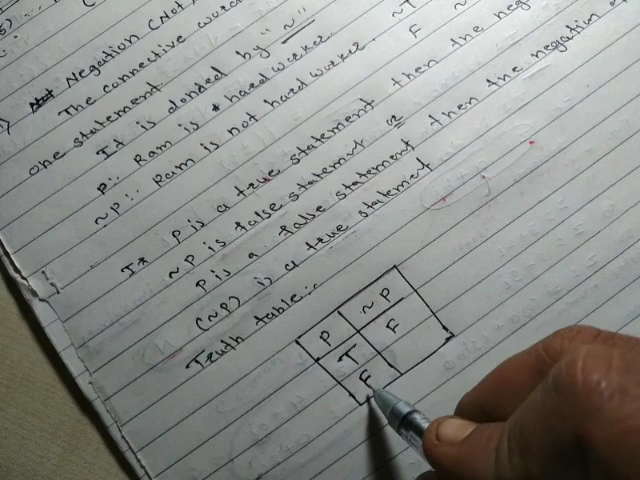 Negation (Not)
The connective word
one statement
It is donded by "~"
P:. Ram is hard worker.
~P:. Ram is not hard worker
If P is a true statement then the neg
~P is false statement or
P is a false statement then the negation
(~P) is a true statement
Truth table:-
P ~P
T F
F
~T
F ~